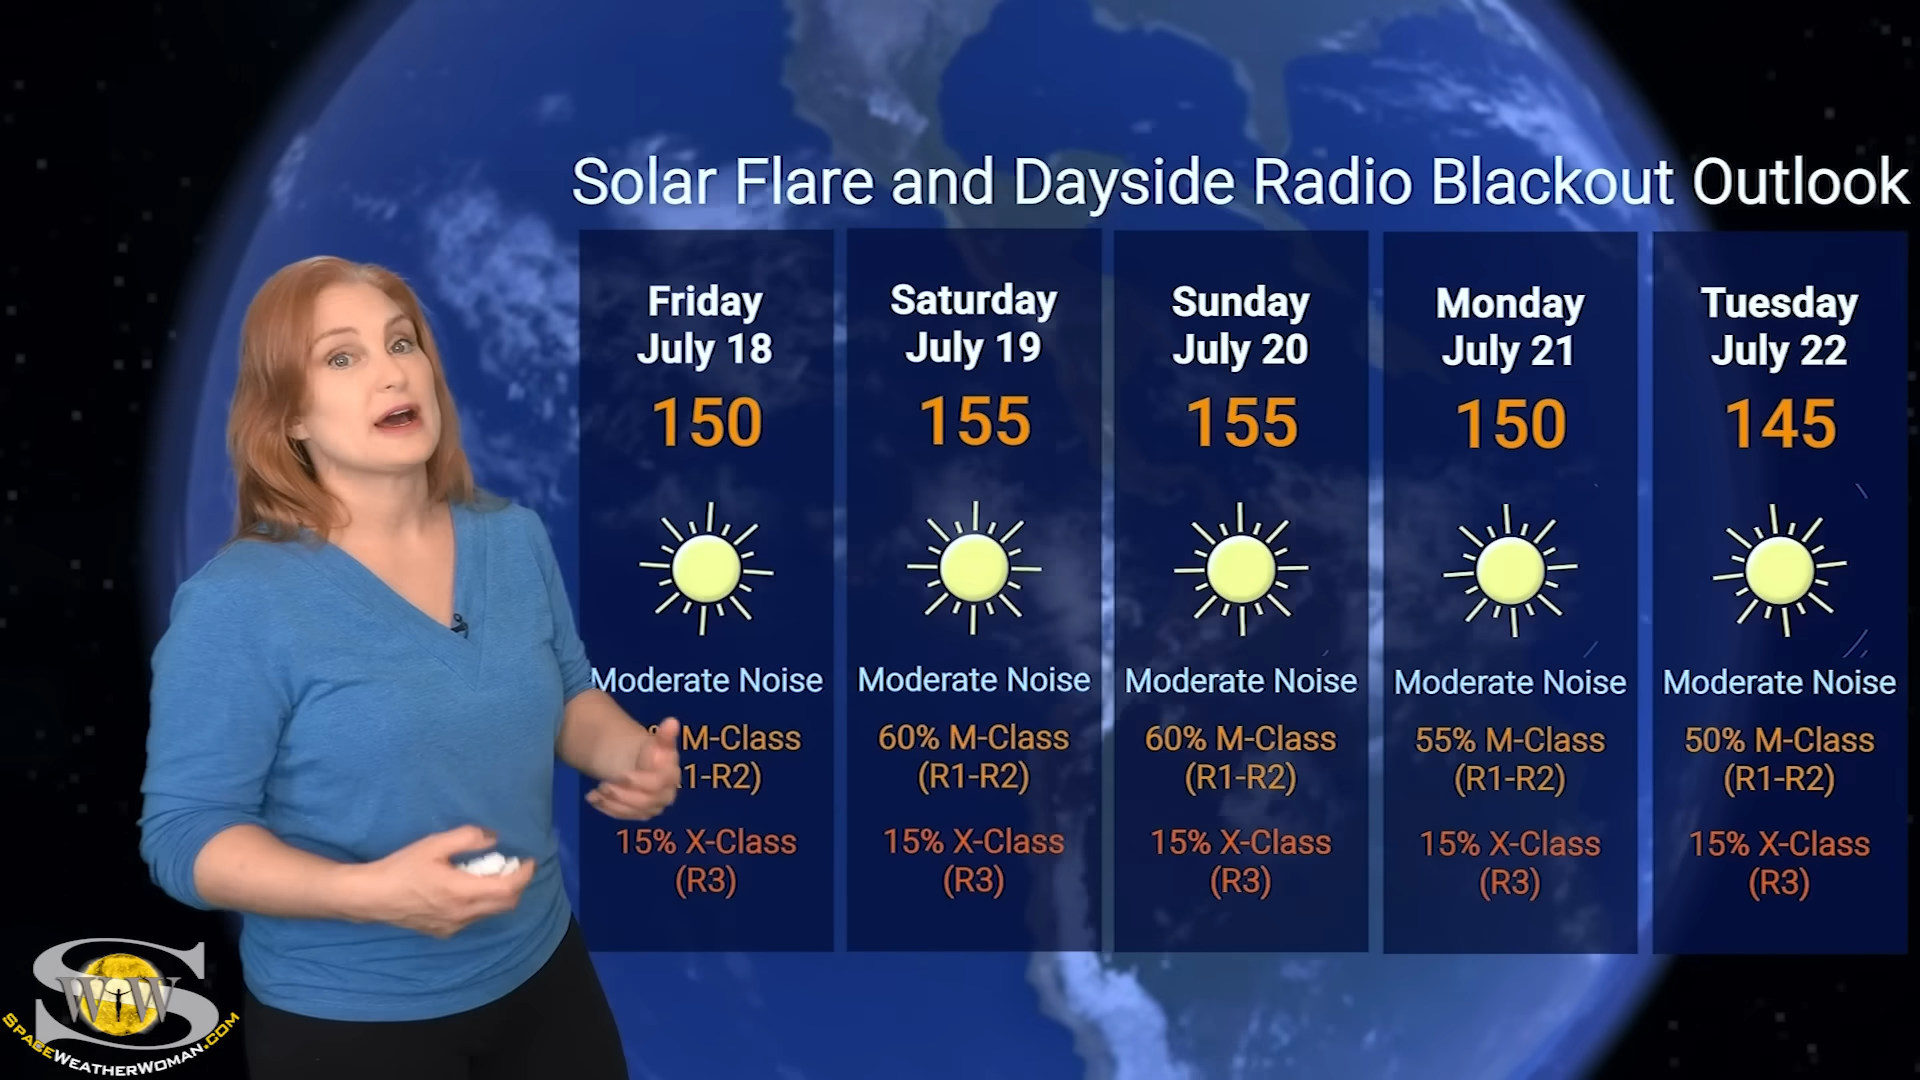 Solar Flare and Dayside Radio Blackout Outlook
Friday
July 18
150
Moderate Noise
M-Class
R1-R2)
15% X-Class
(R3)
Saturday
July 19
155
Moderate Noise
60% M-Class
(R1-R2)
15% X-Class
(R3)
Sunday
July 20
155
Moderate Noise
60% M-Class
(R1-R2)
15% X-Class
(R3)
Monday
July 21
150
Moderate Noise
55% M-Class
(R1-R2)
15% X-Class
(R3)
Tuesday
July 22
145
Moderate Noise
50% M-Class
(R1-R2)
15% X-Class
(R3)
SWW
SPACEWEATHERWOMAN.COM